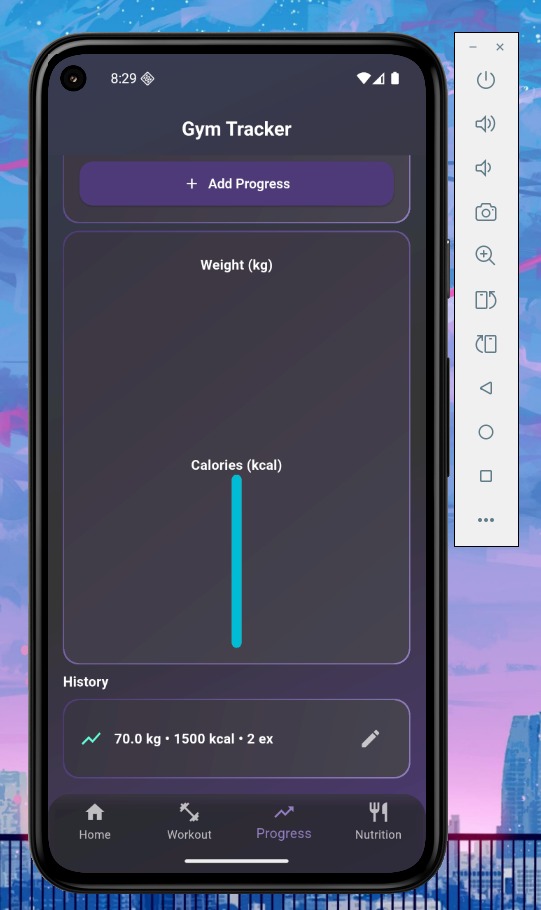 8:29
Gym Tracker
+ Add Progress
Weight (kg)
Calories (kcal)
History
70.0 kg • 1500 kcal • 2 ex
Home
Workout
Progress
Nutrition